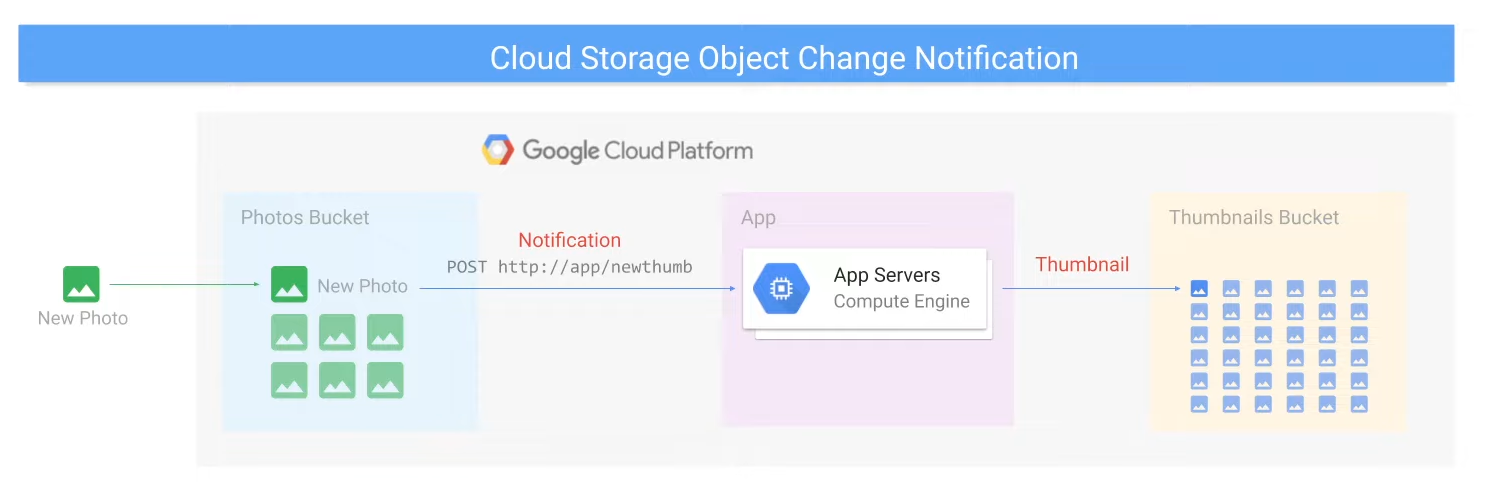 Cloud Storage Object Change Notification
Google Cloud Platform
Photos Bucket
App
Thumbnails Bucket
Notification
POST http://app/newthumb
Thumbnail
New Photo
New Photo
App Servers
Compute Engine